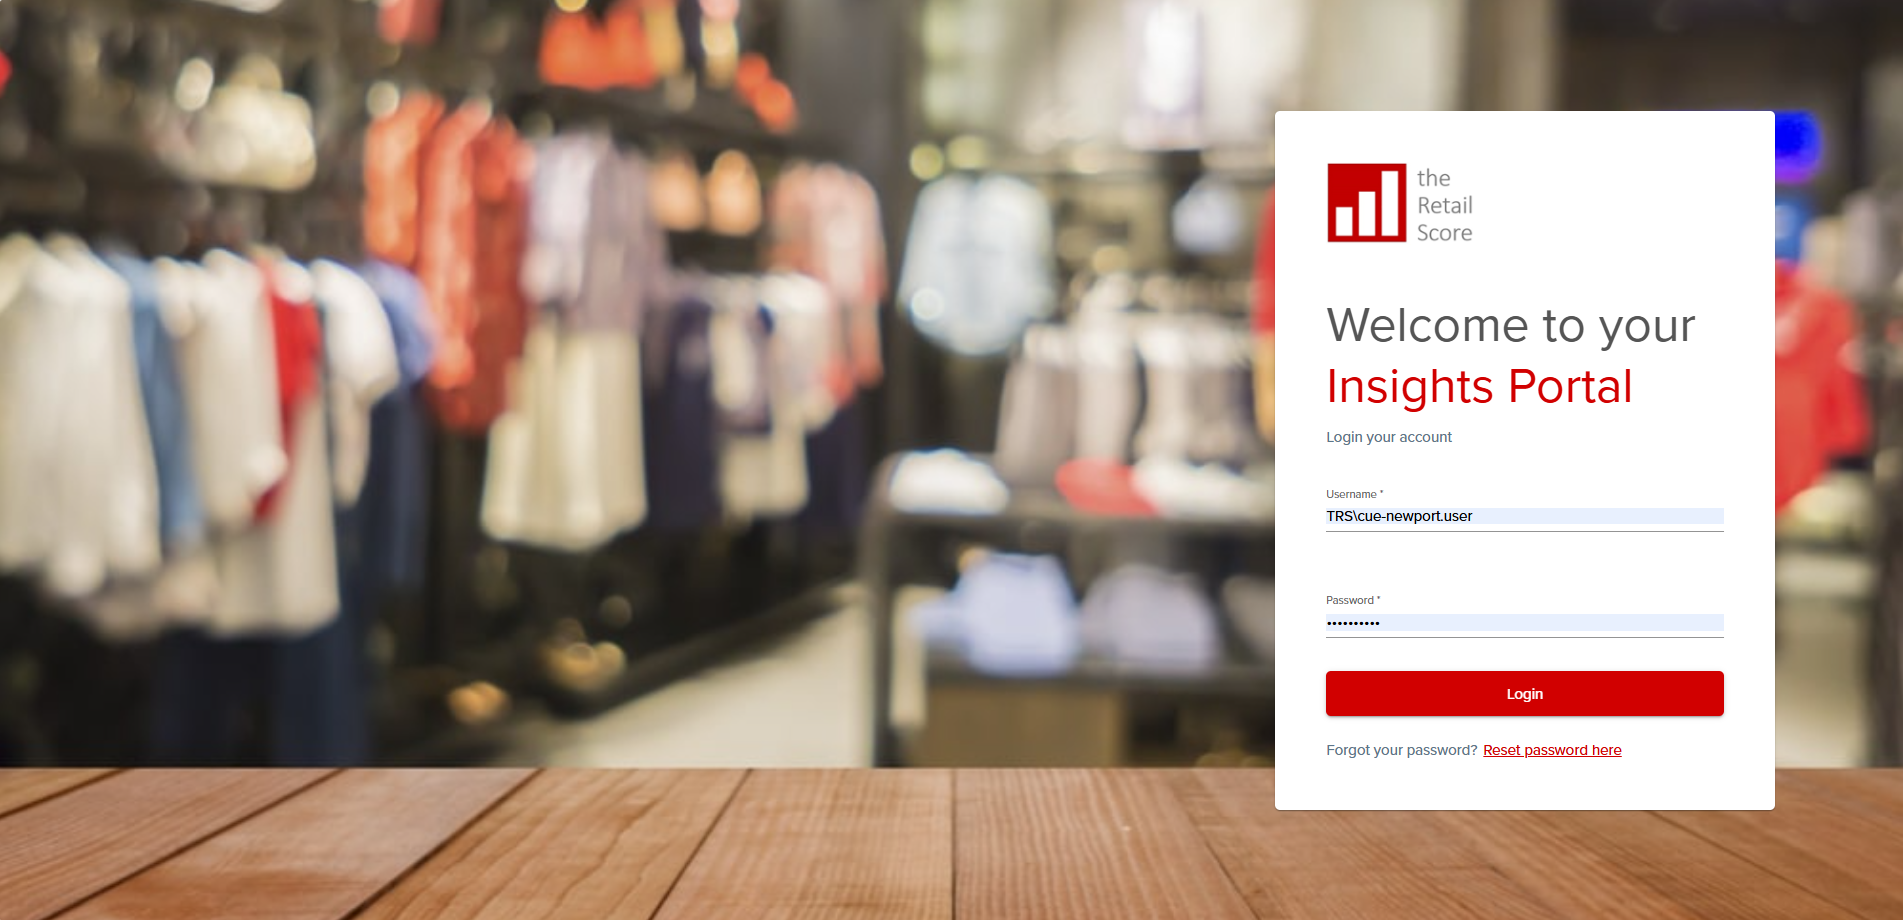 the
Retail
Score
Welcome to your
Insights Portal
Login your account
Username *
TRS\cue-newport.user
Password *
••••••••••
Login
Forgot your password? Reset password here